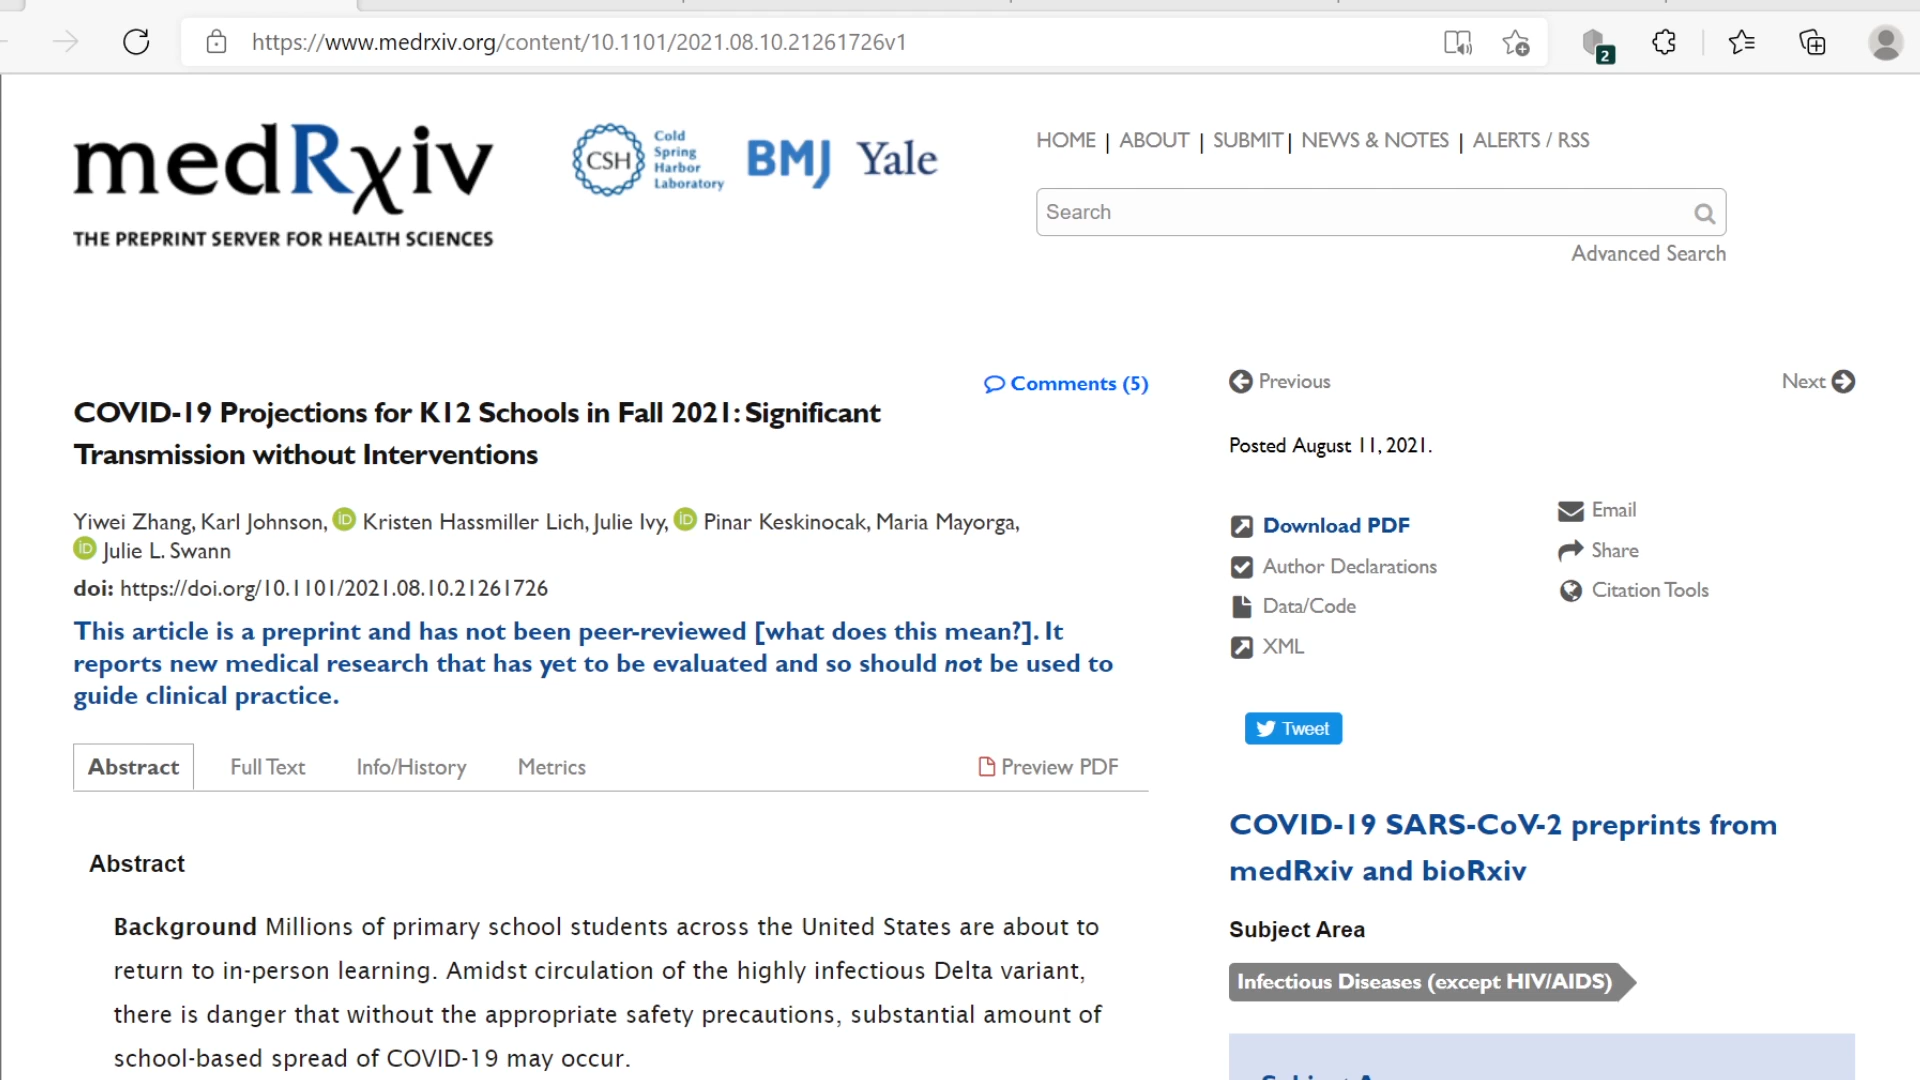 https://www.medrxiv.org/content/10.1101/2021.08.10.21261726v1
2
medRxiv
THE PREPRINT SERVER FOR HEALTH SCIENCES
CSH
Cold
Spring
Harbor
Laboratory
BMJ
Yale
HOME | ABOUT | SUBMIT | NEWS & NOTES | ALERTS / RSS
Search
Advanced Search
Comments (5)
COVID-19 Projections for K12 Schools in Fall 2021: Significant
Transmission without Interventions
Yiwei Zhang, Karl Johnson, iD Kristen Hassmiller Lich, Julie Ivy, iD Pinar Keskinocak, Maria Mayorga,
iD Julie L. Swann
doi: https://doi.org/10.1101/2021.08.10.21261726
This article is a preprint and has not been peer-reviewed [what does this mean?]. It
reports new medical research that has yet to be evaluated and so should not be used to
guide clinical practice.
Abstract Full Text Info/History Metrics Preview PDF
Abstract
Background Millions of primary school students across the United States are about to
return to in-person learning. Amidst circulation of the highly infectious Delta variant,
there is danger that without the appropriate safety precautions, substantial amount of
school-based spread of COVID-19 may occur.
Previous Next
Posted August 11, 2021.
Download PDF
Author Declarations
Data/Code
XML
Email
Share
Citation Tools
Tweet
COVID-19 SARS-CoV-2 preprints from
medRxiv and bioRxiv
Subject Area
Infectious Diseases (except HIV/AIDS)